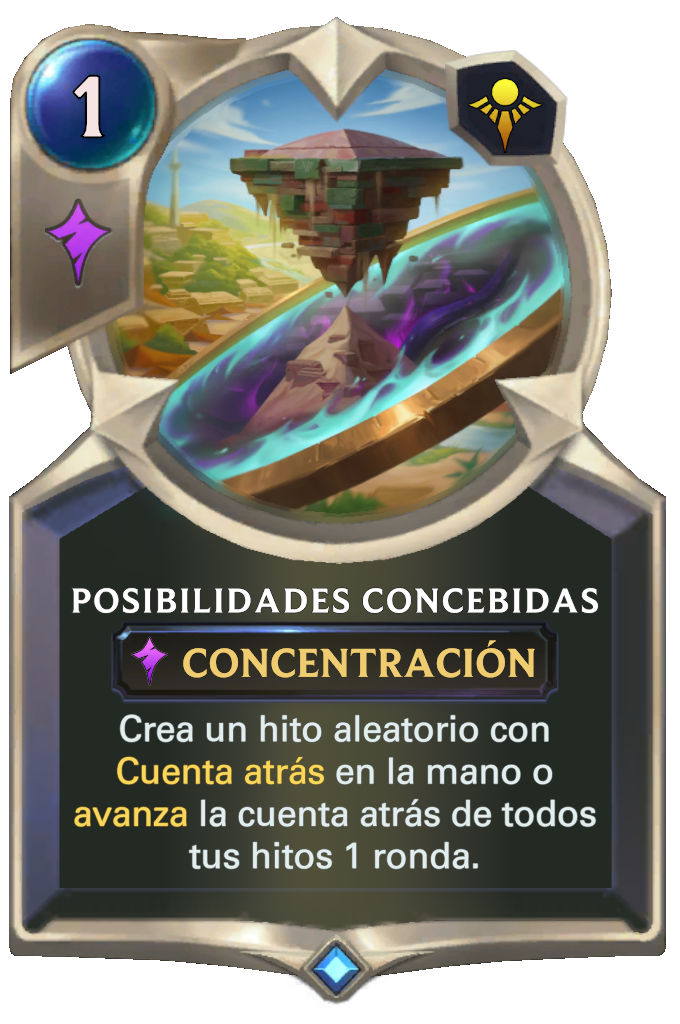 1
POSIBILIDADES CONCEBIDAS
CONCENTRACIÓN
Crea un hito aleatorio con
Cuenta atrás en la mano o
avanza la cuenta atrás de todos
tus hitos 1 ronda.